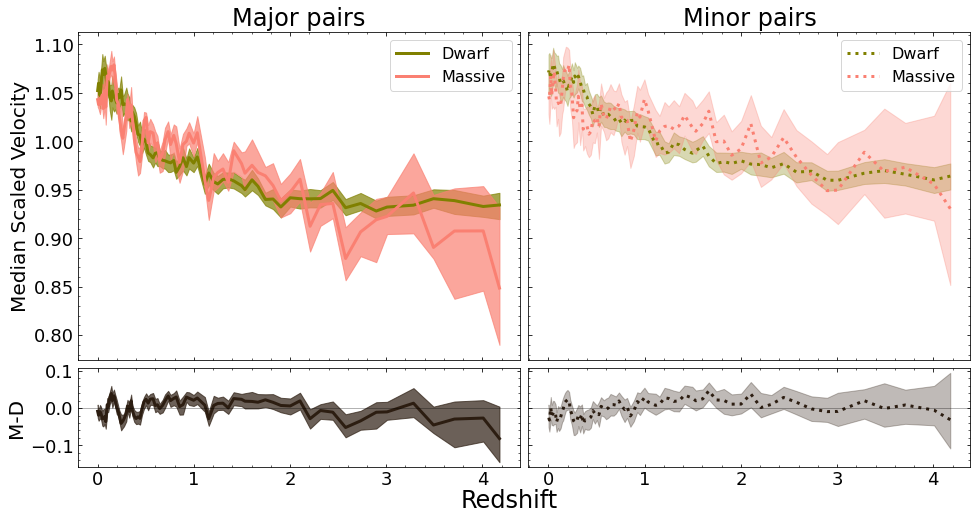 Major pairs
Minor pairs
Median Scaled Velocity
1.10
1.05
1.00
0.95
0.90
0.85
0.80
Dwarf
Massive
Dwarf
Massive
M-D
0.1
0.0
−0.1
0 1 2 3 4
0 1 2 3 4
Redshift